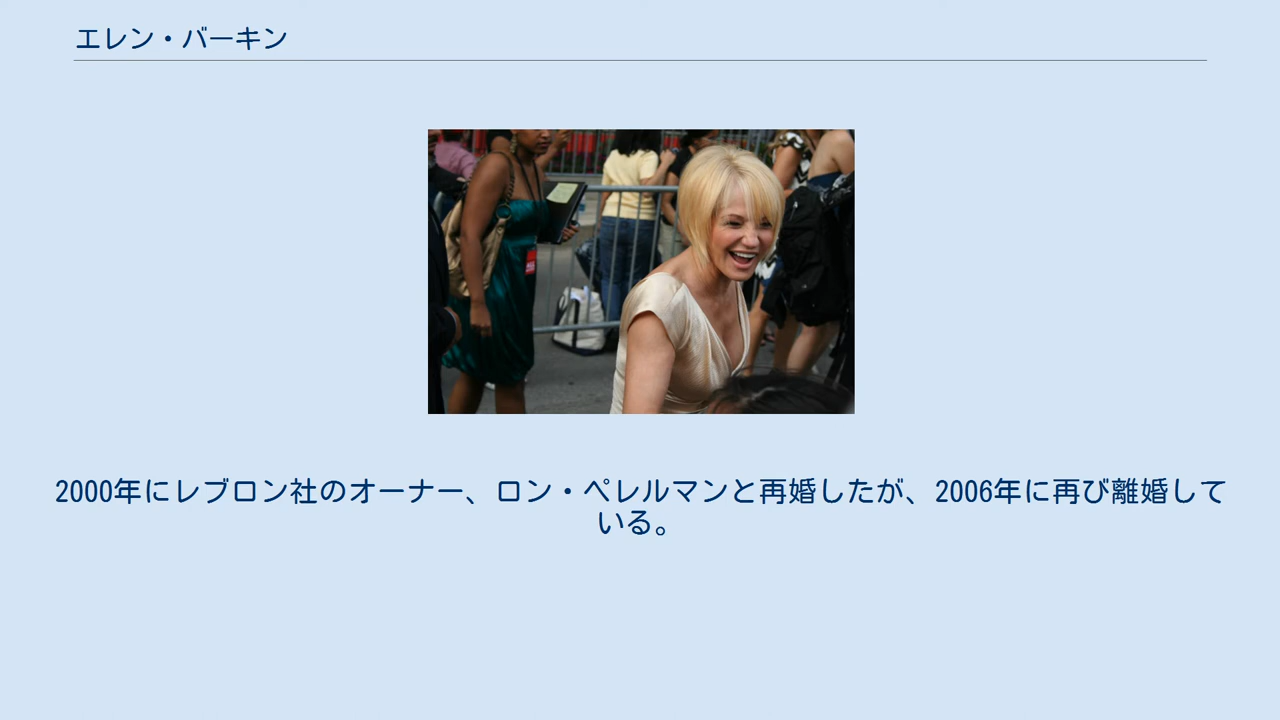 エレン・バーキン
2000年にレブロン社のオーナー、ロン・ペレルマンと再婚したが、2006年に再び離婚して
いる。